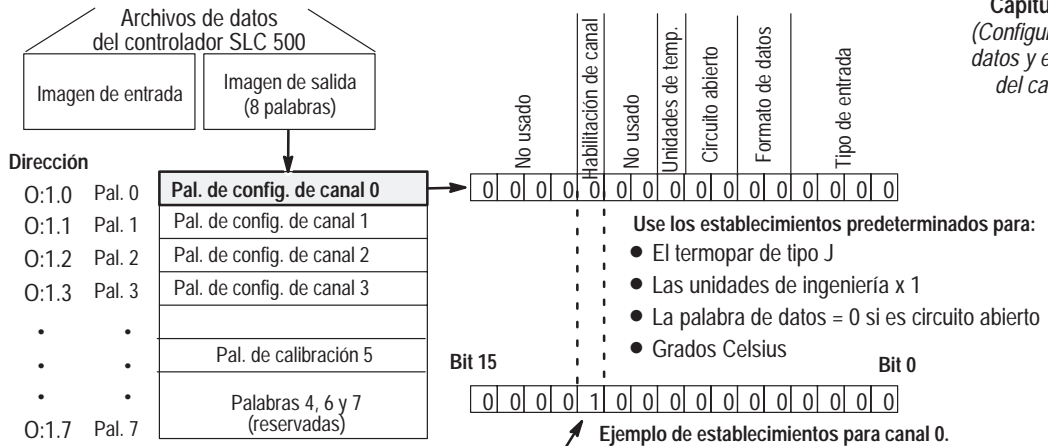 Archivos de datos
del controlador SLC 500
Imagen de entrada
Imagen de salida
(8 palabras)
No usado
Habilitación de canal
No usado
Unidades de temp.
Circuito abierto
Formato de datos
Tipo de entrada
(Configur
datos y e
del ca
Dirección
O:1.0 Pal. 0 Pal. de config. de canal 0
0 0 0 0 0 0 0 0 0 0 0 0 0 0 0 0
O:1.1 Pal. 1 Pal. de config. de canal 1
O:1.2 Pal. 2 Pal. de config. de canal 2
O:1.3 Pal. 3 Pal. de config. de canal 3
Pal. de calibración 5
Palabras 4, 6 y 7
(reservadas)
O:1.7 Pal. 7
Use los establecimientos predeterminados para:
● El termopar de tipo J
● Las unidades de ingeniería x 1
● La palabra de datos = 0 si es circuito abierto
● Grados Celsius
Bit 15
Bit 0
0 0 0 0 1 0 0 0 0 0 0 0 0 0 0 0
Ejemplo de establecimientos para canal 0.